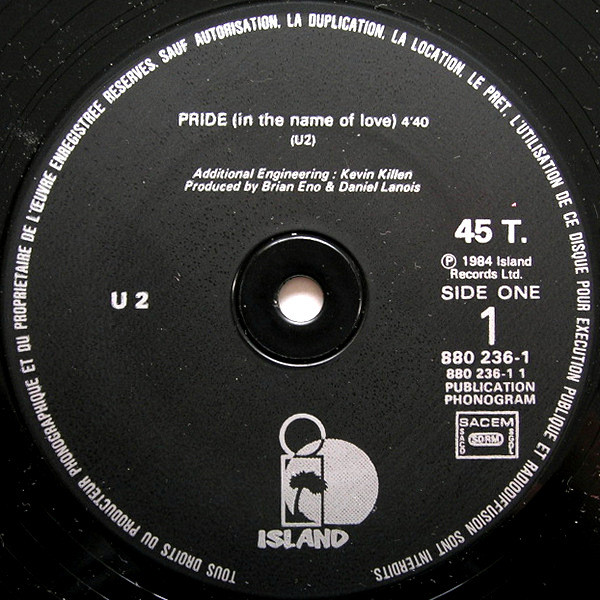 TOUS DROITS DU PRODUCTEUR PHONOGRAPHIQUE ET DU PROPRIETAIRE DE L'ŒUVRE ENREGISTREE RESERVES. SAUF AUTORISATION, LA DUPLICATION, LA LOCATION, LE PRET, L'UTILISATION DE CE DISQUE POUR EXECUTION PUBLIQUE ET RADIODIFFUSION SONT INTERDITS.
PRIDE (in the name of love) 4'40
(U2)
Additional Engineering : Kevin Killen
Produced by Brian Eno & Daniel Lanois
45 T.
℗ 1984 Island
Records Ltd.
U 2
SIDE ONE
1
880 236-1
880 236-1 1
PUBLICATION
PHONOGRAM
SACEM
SACD
SDRM
SGDL
ISLAND